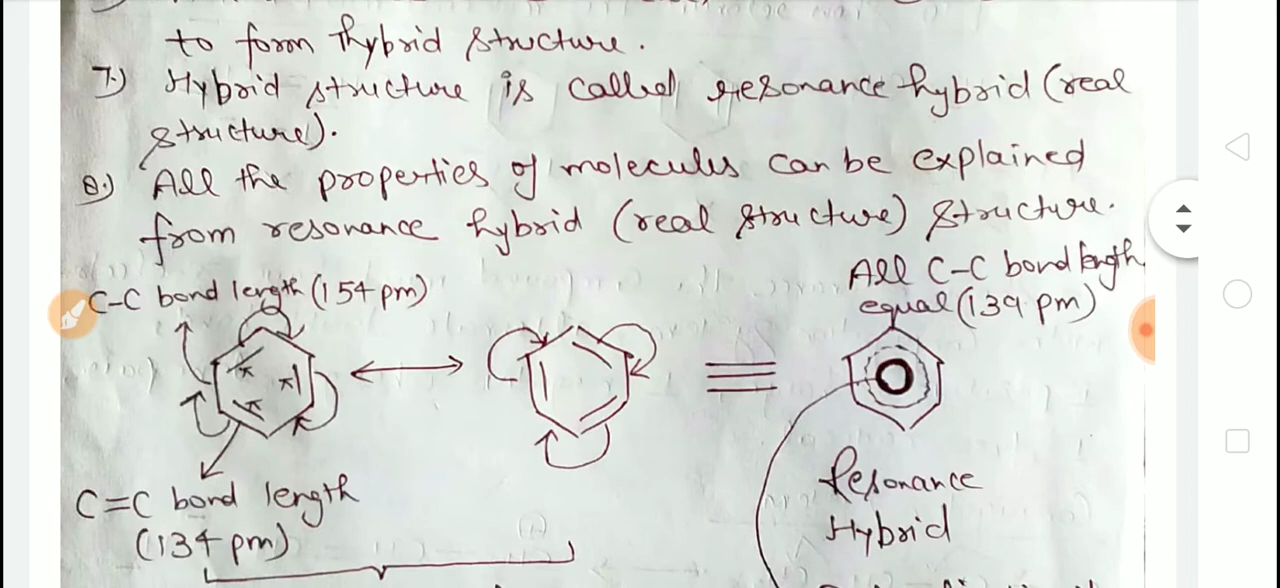 to form hybrid structure.
7.) Hybrid structure is called resonance hybrid (real
structure).
8.) All the properties of molecules can be explained
from resonance hybrid (real structure) structure.
All C-C bond length
equal (139 pm)
C-C bond length (154 pm)
π π π
C=C bond length
(134 pm)
Resonance
Hybrid